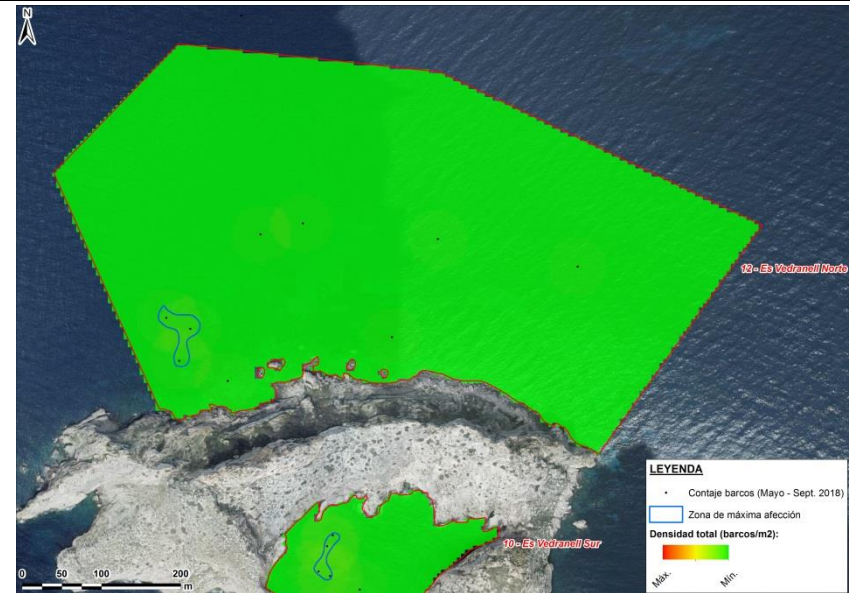 N
12 - Es Vedranell Norte
10 - Es Vedranell Sur
LEYENDA
Contaje barcos (Mayo - Sept. 2018)
Zona de máxima afección
Densidad total (barcos/m2):
Máx.
Mín.
0 50 100 200
m